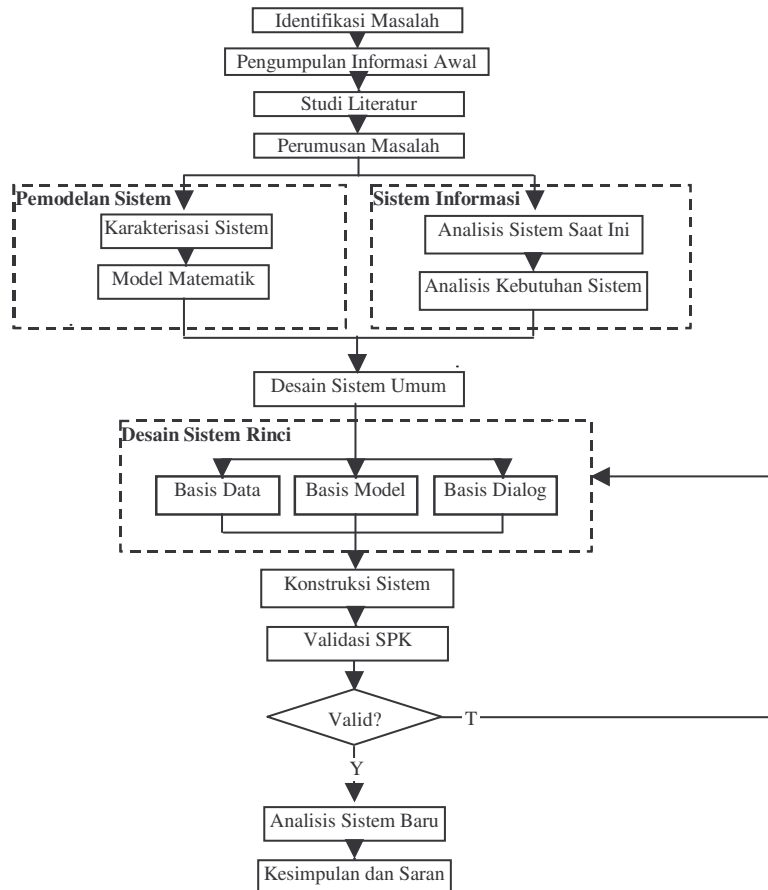 Identifikasi Masalah
Pengumpulan Informasi Awal
Studi Literatur
Perumusan Masalah
Pemodelan Sistem
Karakterisasi Sistem
Model Matematik
Sistem Informasi
Analisis Sistem Saat Ini
Analisis Kebutuhan Sistem
Desain Sistem Umum
Desain Sistem Rinci
Basis Data
Basis Model
Basis Dialog
Konstruksi Sistem
Validasi SPK
Valid?
T
Y
Analisis Sistem Baru
Kesimpulan dan Saran